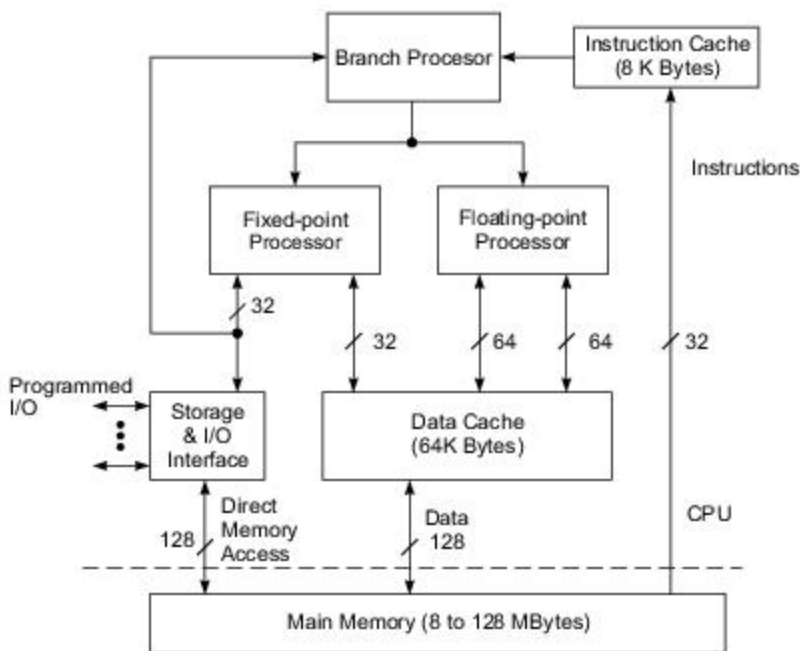 Branch Procesor
Instruction Cache
(8 K Bytes)
Instructions
Fixed-point
Processor
Floating-point
Processor
32
32
64
64
32
Programmed
I/O
Storage
& I/O
Interface
Data Cache
(64K Bytes)
Direct
Memory
Access
128
Data
128
CPU
Main Memory (8 to 128 MBytes)